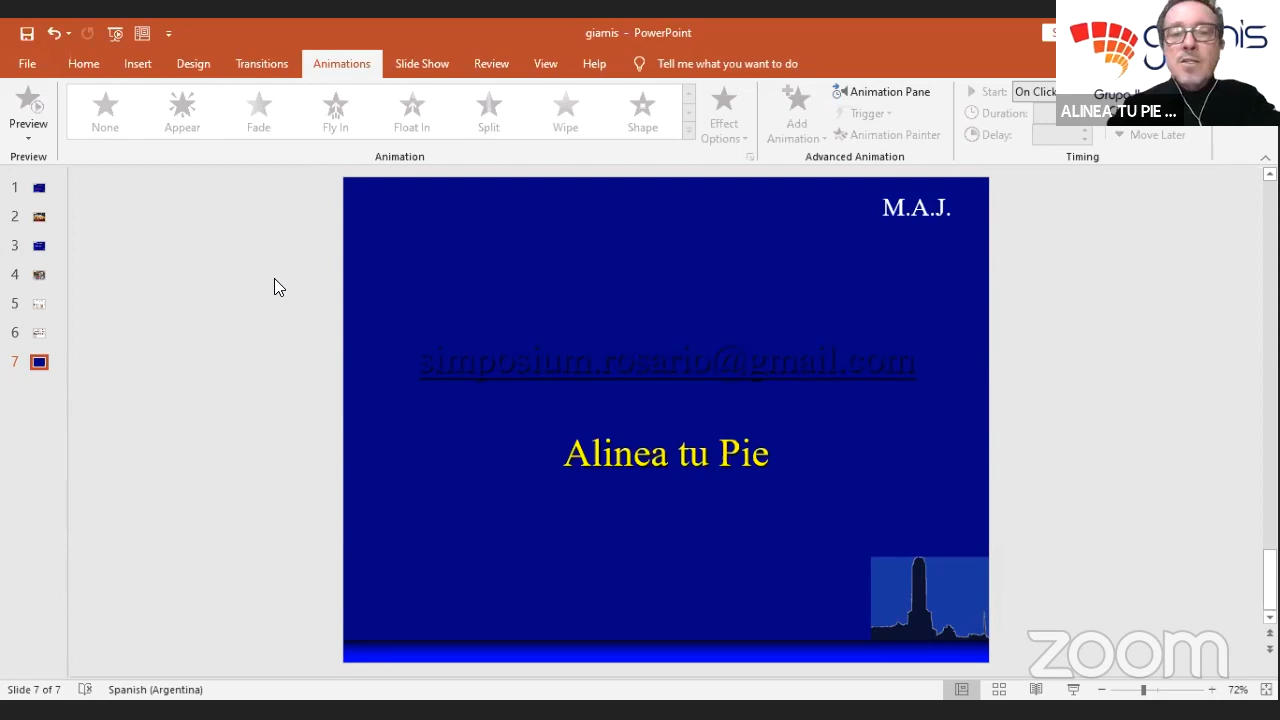 giamis - PowerPoint
File Home Insert Design Transitions Animations Slide Show Review View Help Tell me what you want to do
Preview
None Appear Fade Fly In Float In Split Wipe Shape
Effect Options
Add Animation
Animation Pane
Trigger
Animation Painter
Start: On Click
Duration:
Delay:
Move Later
Preview Animation Advanced Animation Timing
Grupo
ALINEA TU PIE ...
1
2
3
4
5
6
7
M.A.J.
simposium.rosario@gmail.com
Alinea tu Pie
zoom
Slide 7 of 7 Spanish (Argentina) 72%